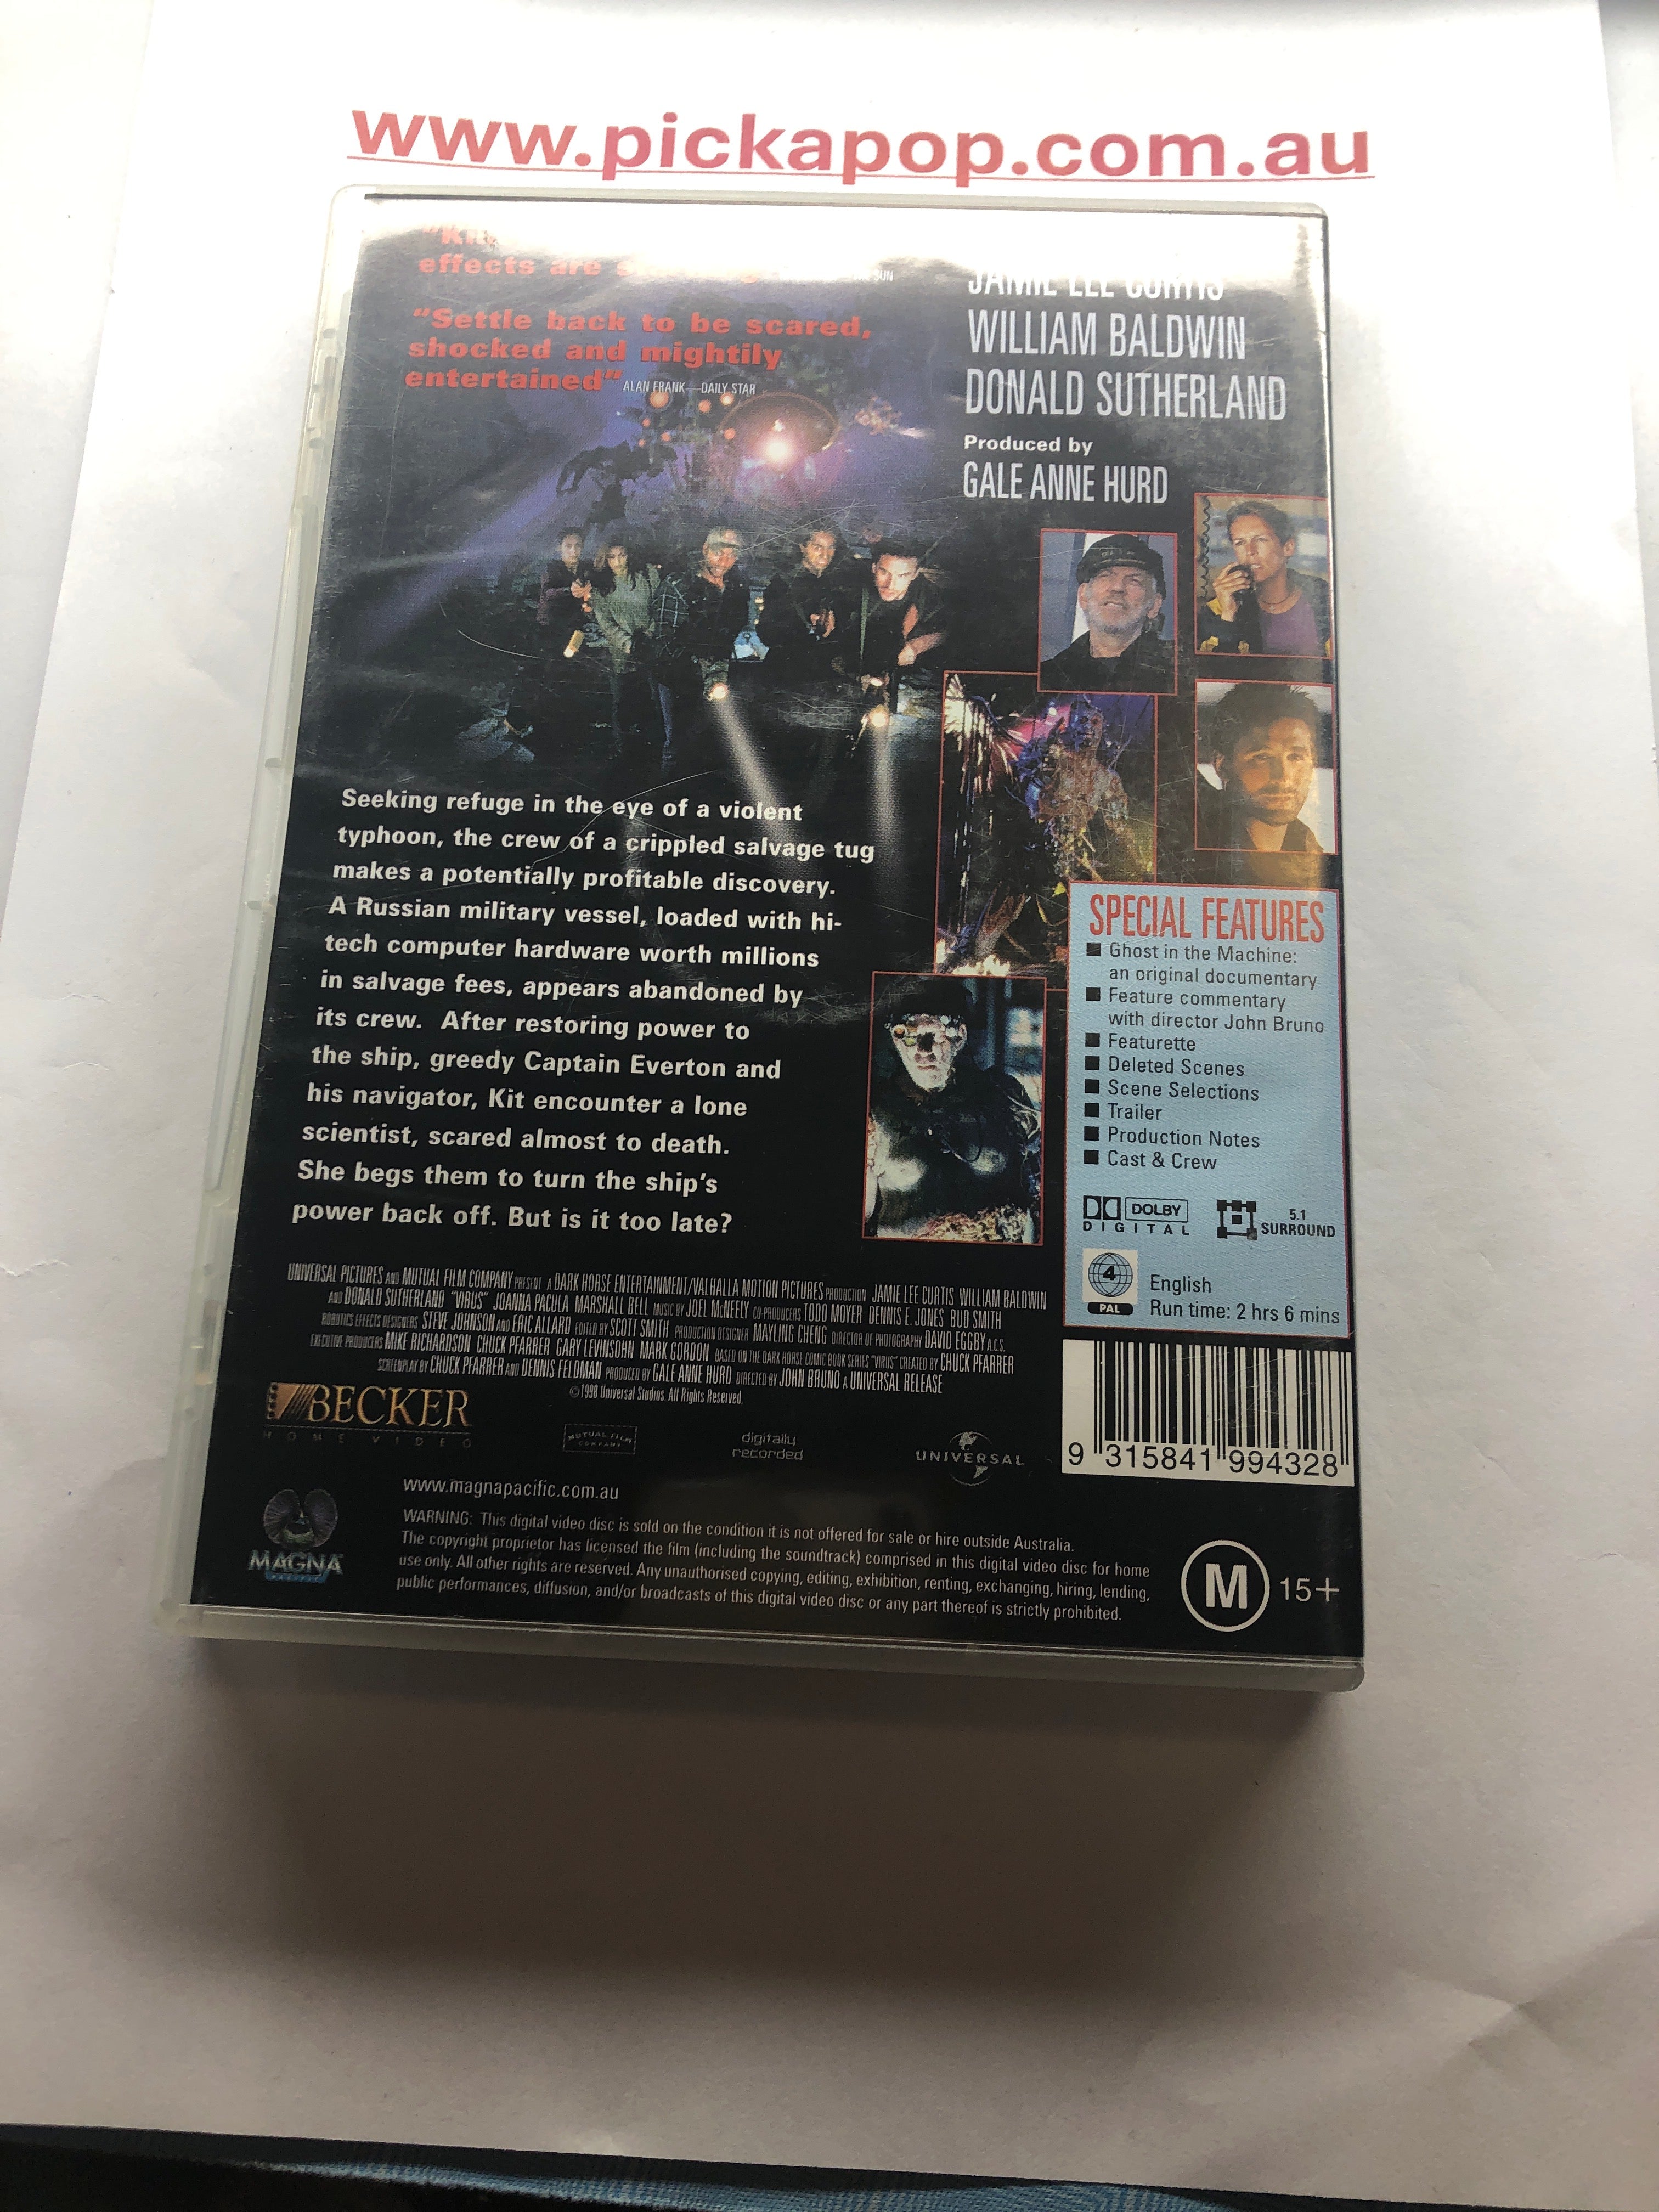 www.pickapop.com.au
effects are
SUN
"Settle back to be scared,
shocked and mightily
entertained" ALAN FRANK—DAILY STAR
JAMIE LEE CURTIS
WILLIAM BALDWIN
DONALD SUTHERLAND
Produced by
GALE ANNE HURD
Seeking refuge in the eye of a violent
typhoon, the crew of a crippled salvage tug
makes a potentially profitable discovery.
A Russian military vessel, loaded with hi-
tech computer hardware worth millions
in salvage fees, appears abandoned by
its crew. After restoring power to
the ship, greedy Captain Everton and
his navigator, Kit encounter a lone
scientist, scared almost to death.
She begs them to turn the ship's
power back off. But is it too late?
SPECIAL FEATURES
■ Ghost in the Machine:
an original documentary
■ Feature commentary
with director John Bruno
■ Featurette
■ Deleted Scenes
■ Scene Selections
■ Trailer
■ Production Notes
■ Cast & Crew
DOLBY
DIGITAL
5.1
SURROUND
4
PAL
English
Run time: 2 hrs 6 mins
UNIVERSAL PICTURES AND MUTUAL FILM COMPANY PRESENT A DARK HORSE ENTERTAINMENT/VALHALLA MOTION PICTURES PRODUCTION JAMIE LEE CURTIS WILLIAM BALDWIN
AND DONALD SUTHERLAND "VIRUS" JOANNA PACULA MARSHALL BELL MUSIC BY JOEL McNEELY CO-PRODUCERS TODD MOYER DENNIS E. JONES BUD SMITH
ROBOTICS EFFECTS DESIGNERS STEVE JOHNSON AND ERIC ALLARD EDITED BY SCOTT SMITH PRODUCTION DESIGNER MAYLING CHENG DIRECTOR OF PHOTOGRAPHY DAVID EGGBY A.C.S.
EXECUTIVE PRODUCERS MIKE RICHARDSON CHUCK PFARRER GARY LEVINSOHN MARK GORDON BASED ON THE DARK HORSE COMIC BOOK SERIES "VIRUS" CREATED BY CHUCK PFARRER
SCREENPLAY BY CHUCK PFARRER AND DENNIS FELDMAN PRODUCED BY GALE ANNE HURD DIRECTED BY JOHN BRUNO A UNIVERSAL RELEASE
©1998 Universal Studios. All Rights Reserved.
BECKER
HOME VIDEO
MUTUAL FILM
COMPANY
digitally
recorded
UNIVERSAL
9 315841 994328
www.magnapacific.com.au
MAGNA
PACIFIC
WARNING: This digital video disc is sold on the condition it is not offered for sale or hire outside Australia.
The copyright proprietor has licensed the film (including the soundtrack) comprised in this digital video disc for home
use only. All other rights are reserved. Any unauthorised copying, editing, exhibition, renting, exchanging, hiring, lending,
public performances, diffusion, and/or broadcasts of this digital video disc or any part thereof is strictly prohibited.
M 15+